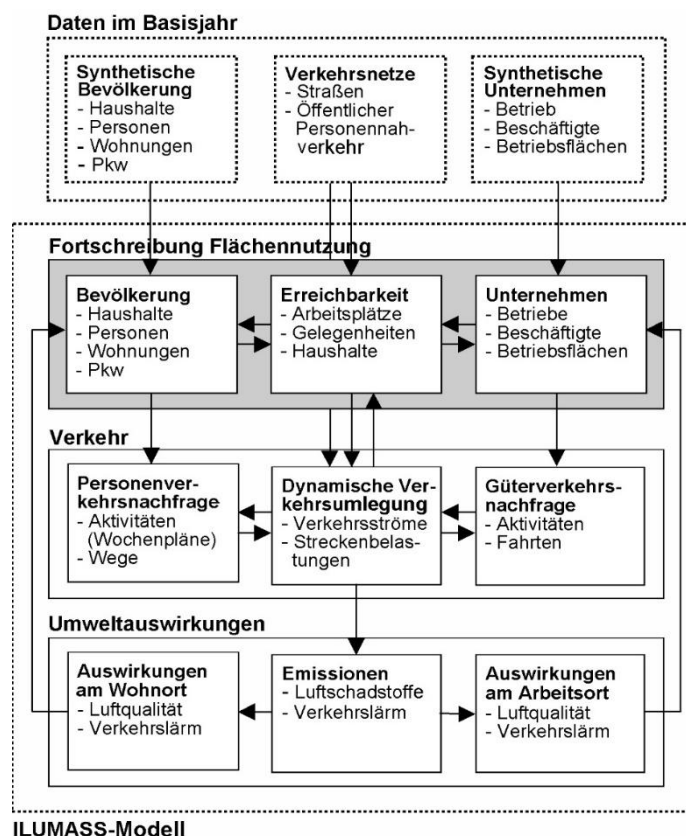 Daten im Basisjahr
Synthetische
Bevölkerung
- Haushalte
- Personen
- Wohnungen
- Pkw
Verkehrsnetze
- Straßen
- Öffentlicher
Personennah-
verkehr
Synthetische
Unternehmen
- Betrieb
- Beschäftigte
- Betriebsflächen
Fortschreibung Flächennutzung
Bevölkerung
- Haushalte
- Personen
- Wohnungen
- Pkw
Erreichbarkeit
- Arbeitsplätze
- Gelegenheiten
- Haushalte
Unternehmen
- Betriebe
- Beschäftigte
- Betriebsflächen
Verkehr
Personenver-
kehrsnachfrage
- Aktivitäten
(Wochenpläne)
- Wege
Dynamische Ver-
kehrsumlegung
- Verkehrsströme
- Streckenbelas-
tungen
Güterverkehrs-
nachfrage
- Aktivitäten
- Fahrten
Umweltauswirkungen
Auswirkungen
am Wohnort
- Luftqualität
- Verkehrslärm
Emissionen
- Luftschadstoffe
- Verkehrslärm
Auswirkungen
am Arbeitsort
- Luftqualität
- Verkehrslärm
ILUMASS-Modell